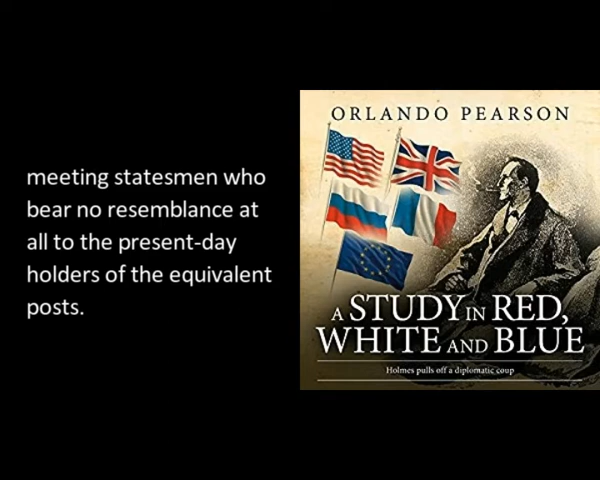 meeting statesmen who
bear no resemblance at
all to the present-day
holders of the equivalent
posts.
ORLANDO PEARSON
A STUDY IN RED,
WHITE AND BLUE
Holmes pulls off a diplomatic coup